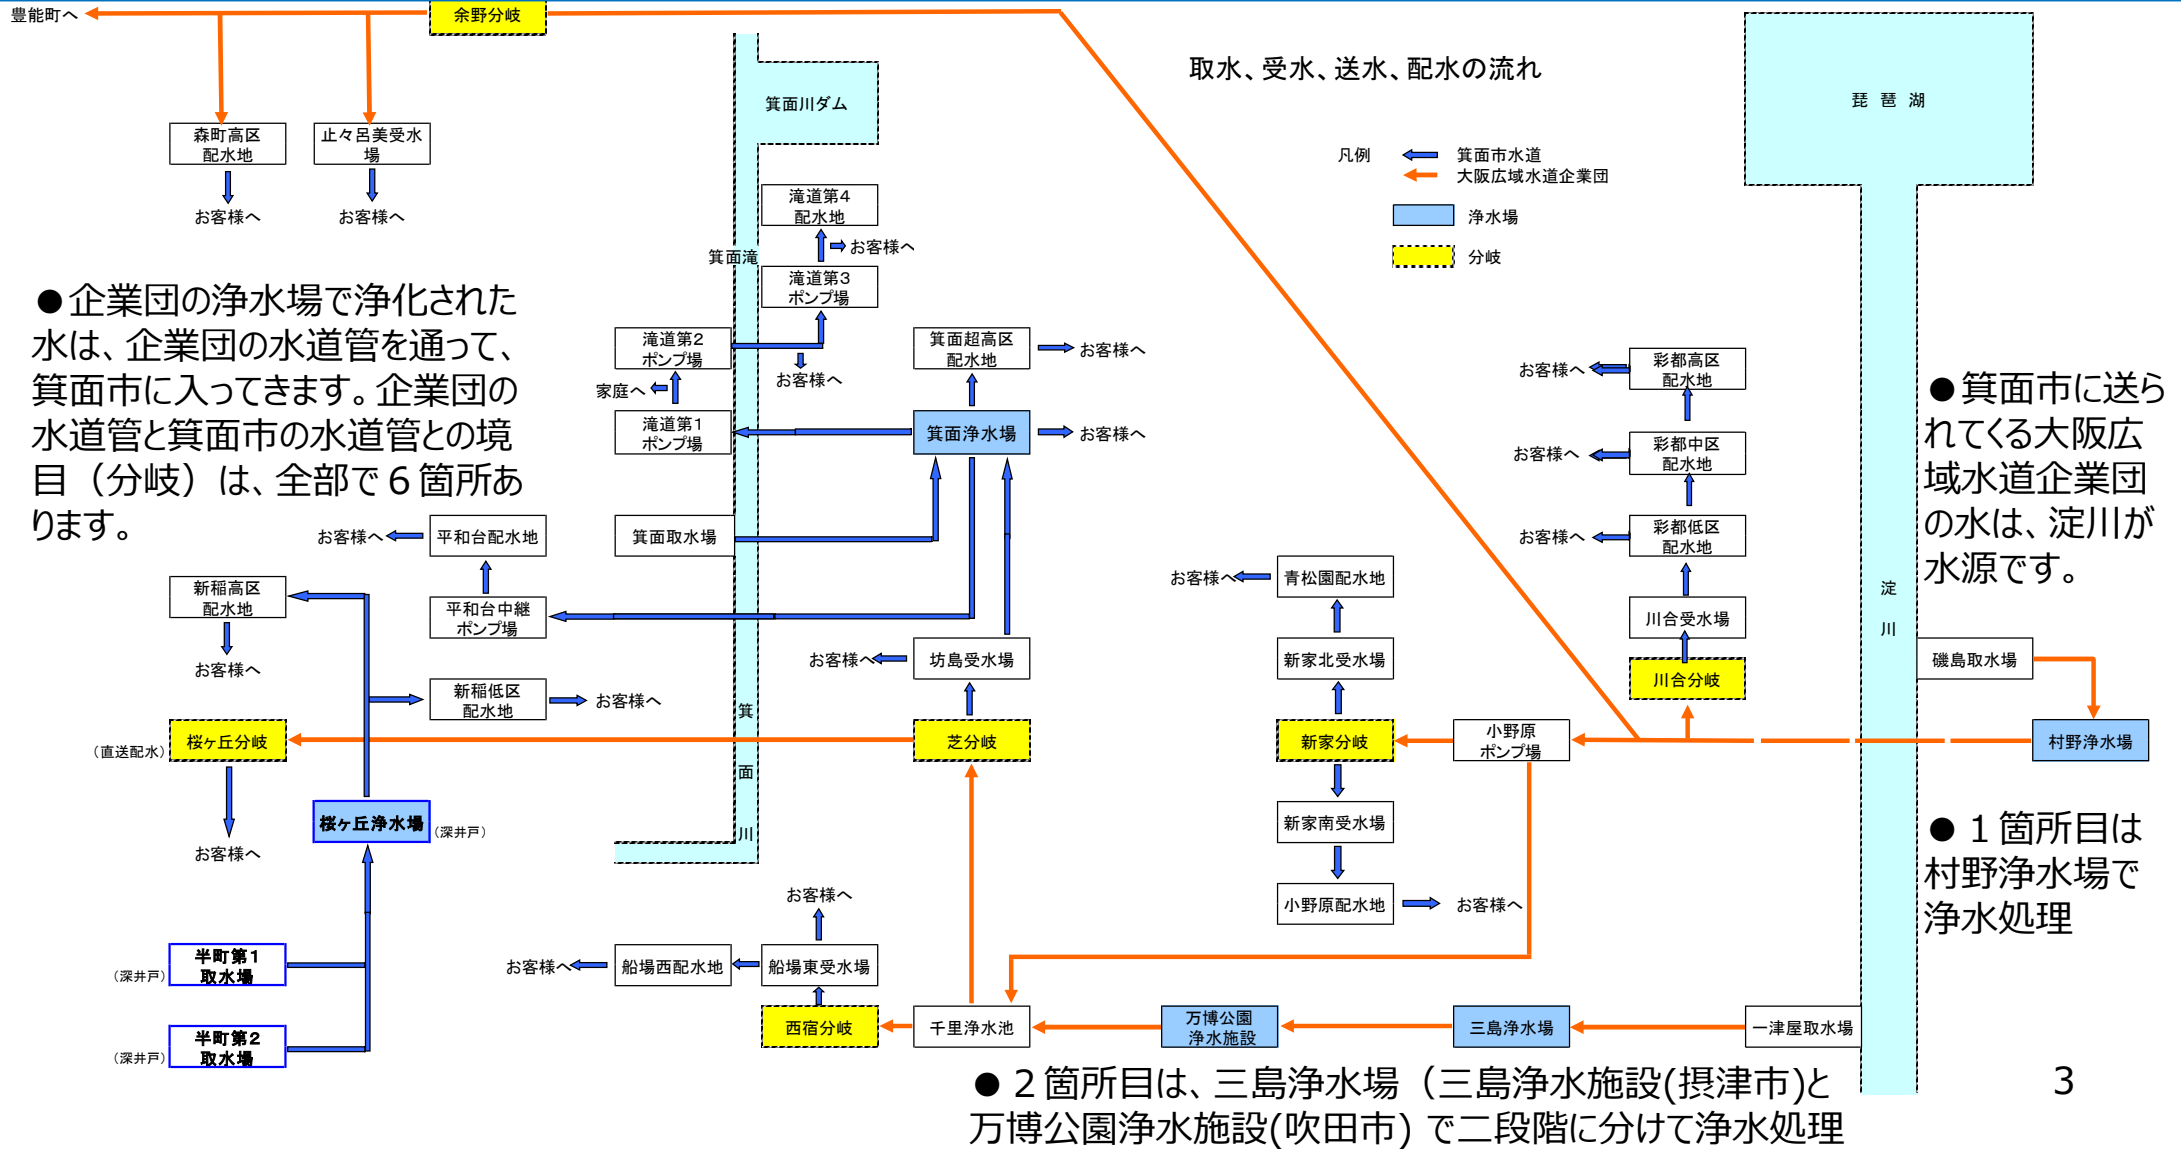 豊能町へ
余野分岐
取水、受水、送水、配水の流れ
琵 琶 湖
箕面川ダム
森町高区
配水地
止々呂美受水
場
お客様へ
お客様へ
凡例
箕面市水道
大阪広域水道企業団
浄水場
分岐
滝道第4
配水地
お客様へ
箕面滝
滝道第3
ポンプ場
●企業団の浄水場で浄化された
水は、企業団の水道管を通って、
箕面市に入ってきます。企業団の
水道管と箕面市の水道管との境
目（分岐）は、全部で６箇所あ
ります。
滝道第2
ポンプ場
お客様へ
家庭へ
滝道第1
ポンプ場
箕面超高区
配水地
お客様へ
箕面浄水場
お客様へ
箕面取水場
お客様へ
平和台配水地
平和台中継
ポンプ場
新稲高区
配水地
お客様へ
新稲低区
配水地
お客様へ
お客様へ
坊島受水場
桜ヶ丘分岐
（直送配水）
お客様へ
芝分岐
桜ヶ丘浄水場
（深井戸）
半町第1
取水場
（深井戸）
半町第2
取水場
（深井戸）
箕
面
川
お客様へ
お客様へ
船場西配水地
船場東受水場
西宿分岐
千里浄水池
万博公園
浄水施設
三島浄水場
一津屋取水場
お客様へ
青松園配水地
新家北受水場
新家分岐
小野原
ポンプ場
新家南受水場
小野原配水地
お客様へ
お客様へ
彩都高区
配水地
お客様へ
彩都中区
配水地
お客様へ
彩都低区
配水地
川合受水場
川合分岐
淀
川
磯島取水場
村野浄水場
●箕面市に送ら
れてくる大阪広
域水道企業団
の水は、淀川が
水源です。
●１箇所目は
村野浄水場で
浄水処理
●２箇所目は、三島浄水場（三島浄水施設(摂津市)と
万博公園浄水施設(吹田市) で二段階に分けて浄水処理
3